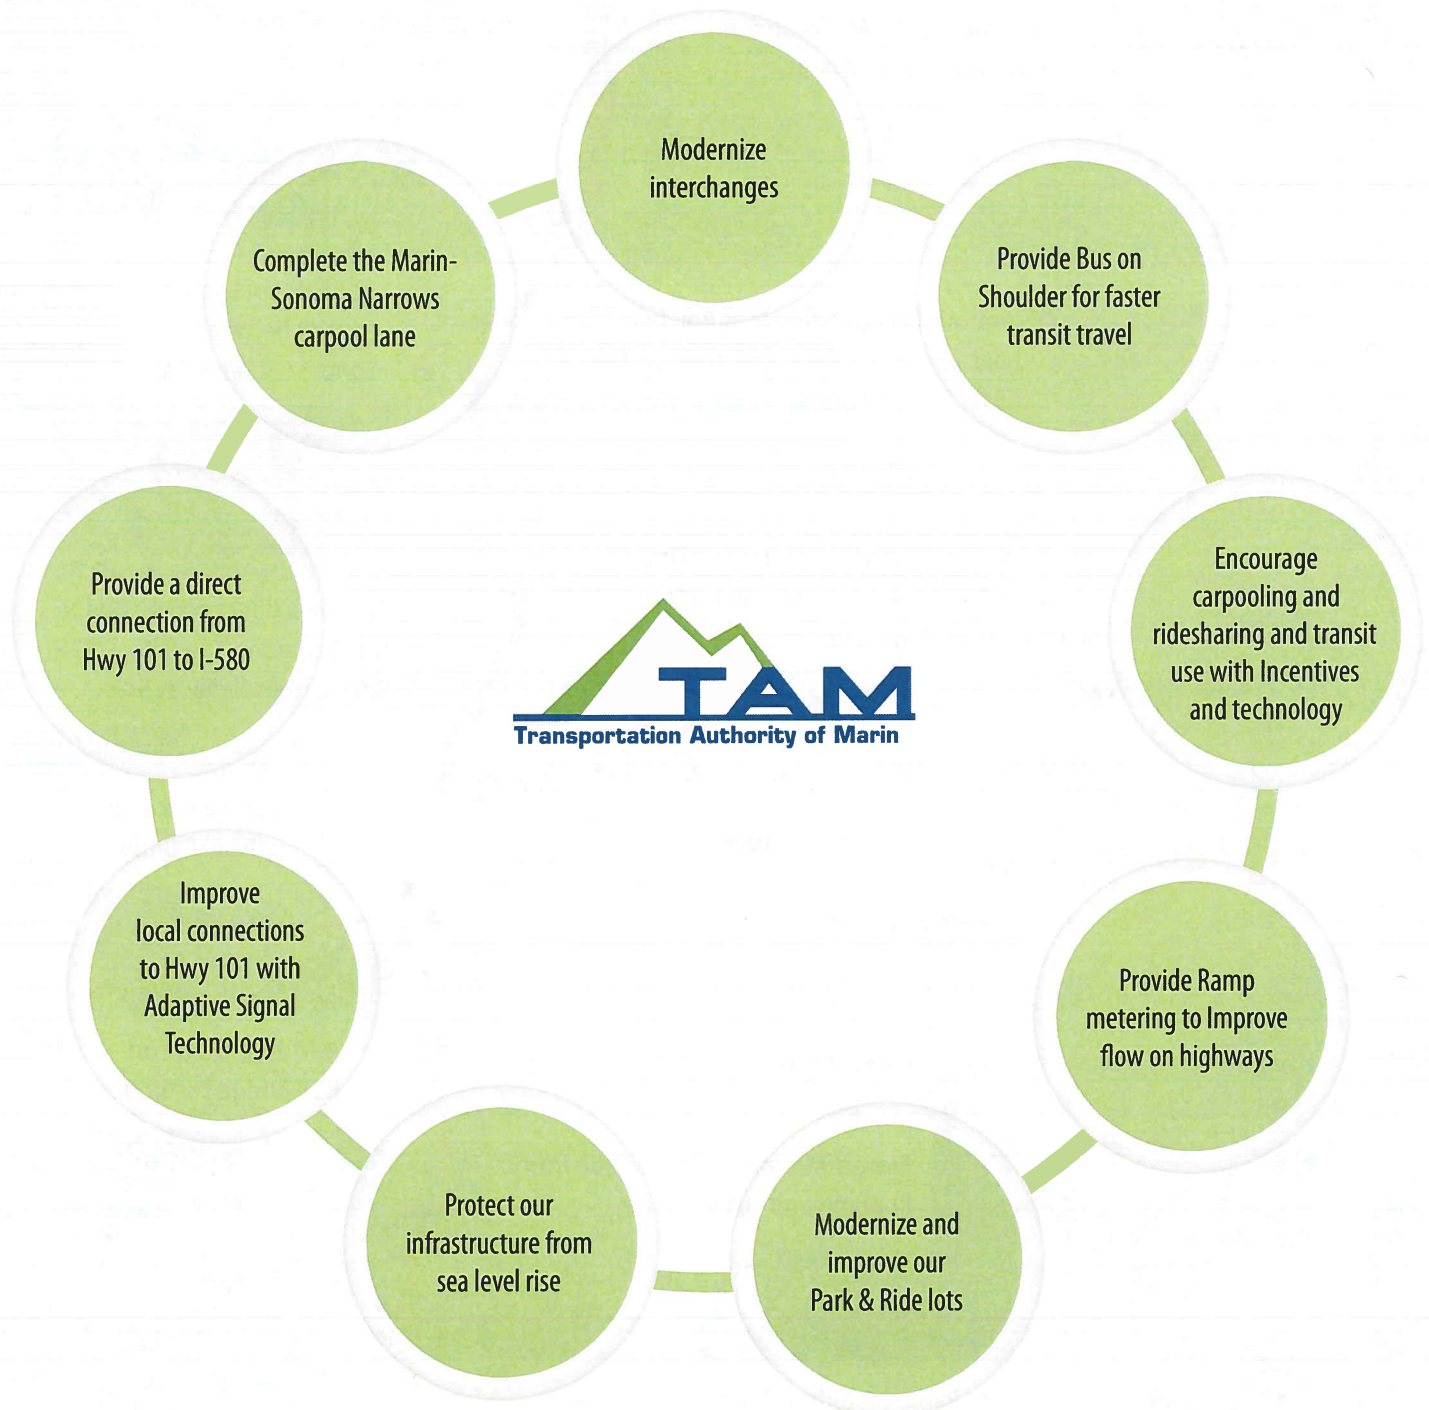 Modernize
interchanges
Provide Bus on
Shoulder for faster
transit travel
Encourage
carpooling and
ridesharing and transit
use with Incentives
and technology
Provide Ramp
metering to Improve
flow on highways
Modernize and
improve our
Park & Ride lots
Protect our
infrastructure from
sea level rise
Improve
local connections
to Hwy 101 with
Adaptive Signal
Technology
Provide a direct
connection from
Hwy 101 to I-580
Complete the Marin-
Sonoma Narrows
carpool lane
TAM
Transportation Authority of Marin